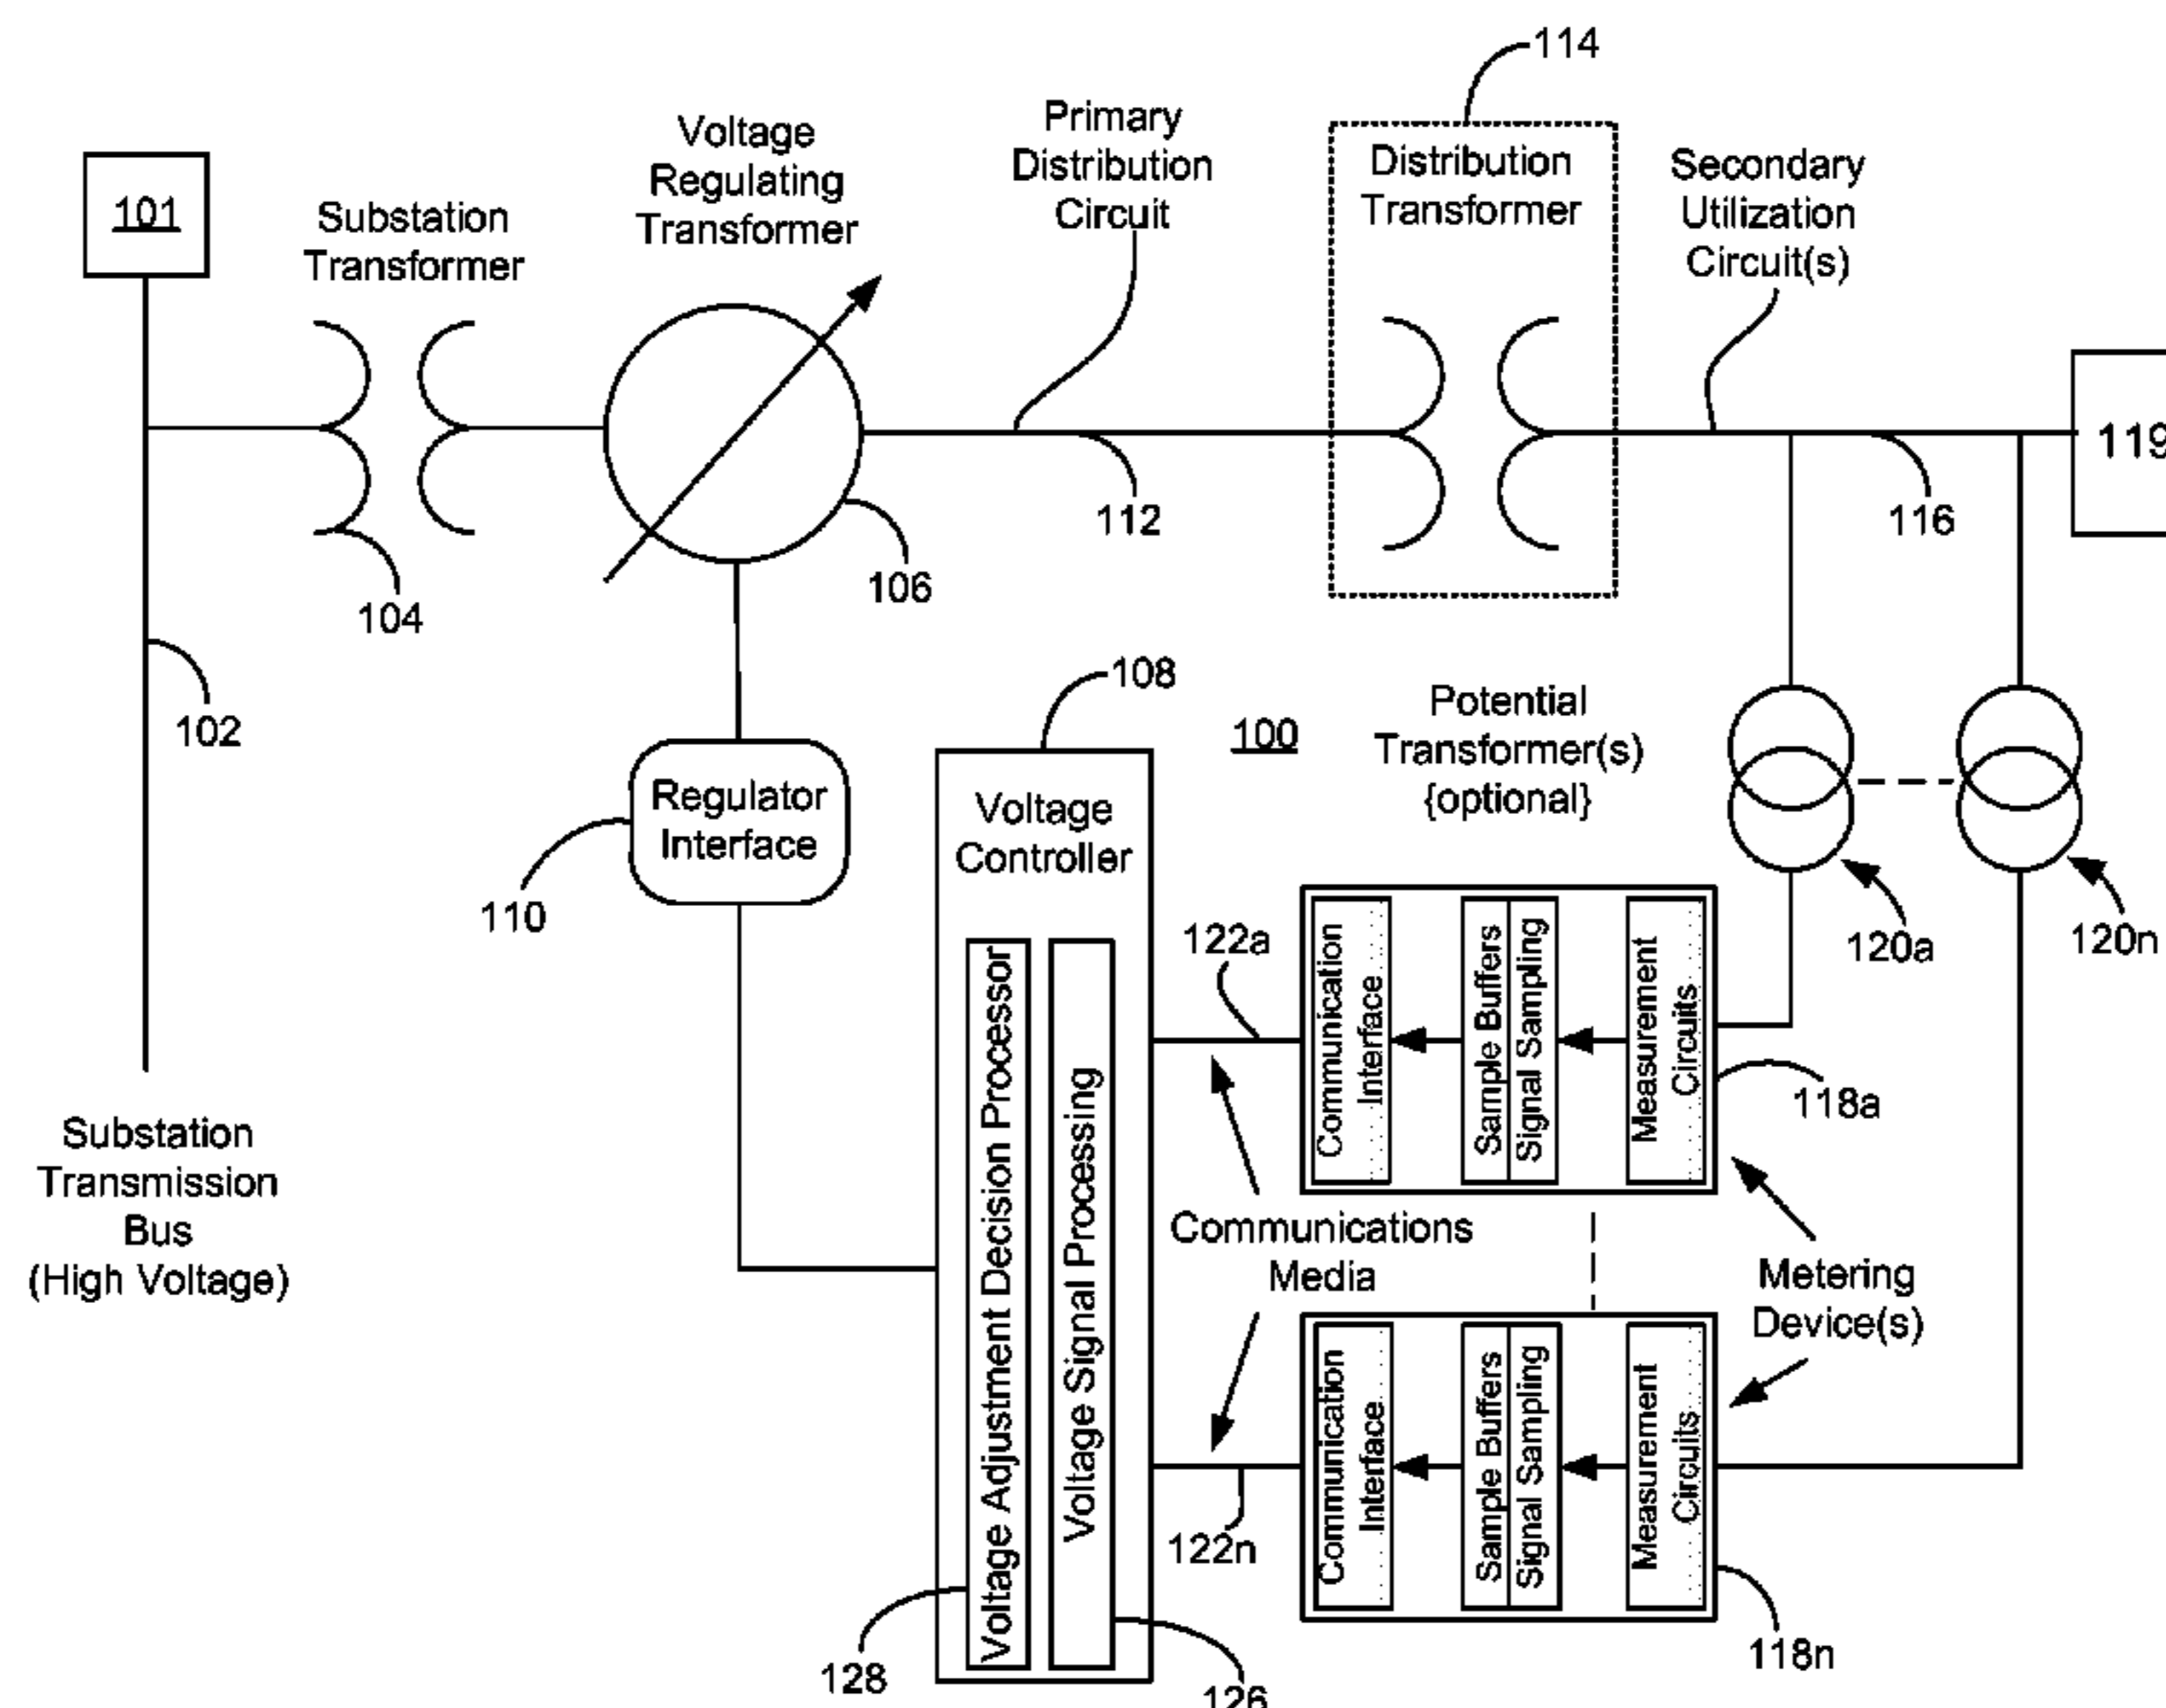 114
Voltage
Regulating
Transformer
Primary
Distribution
Circuit
Distribution
Transformer
Secondary
Utilization
Circuit(s)
101
Substation
Transformer
119
104
106
112
116
102
108
100
Potential
Transformer(s)
{optional}
Regulator
Interface
110
Voltage
Controller
120a
120n
122a
Communication
Interface
Sample Buffers
Signal Sampling
Measurement
Circuits
118a
Voltage Adjustment Decision Processor
Voltage Signal Processing
Substation
Transmission
Bus
(High Voltage)
Communications
Media
Metering
Device(s)
Communication
Interface
Sample Buffers
Signal Sampling
Measurement
Circuits
122n
118n
128
126